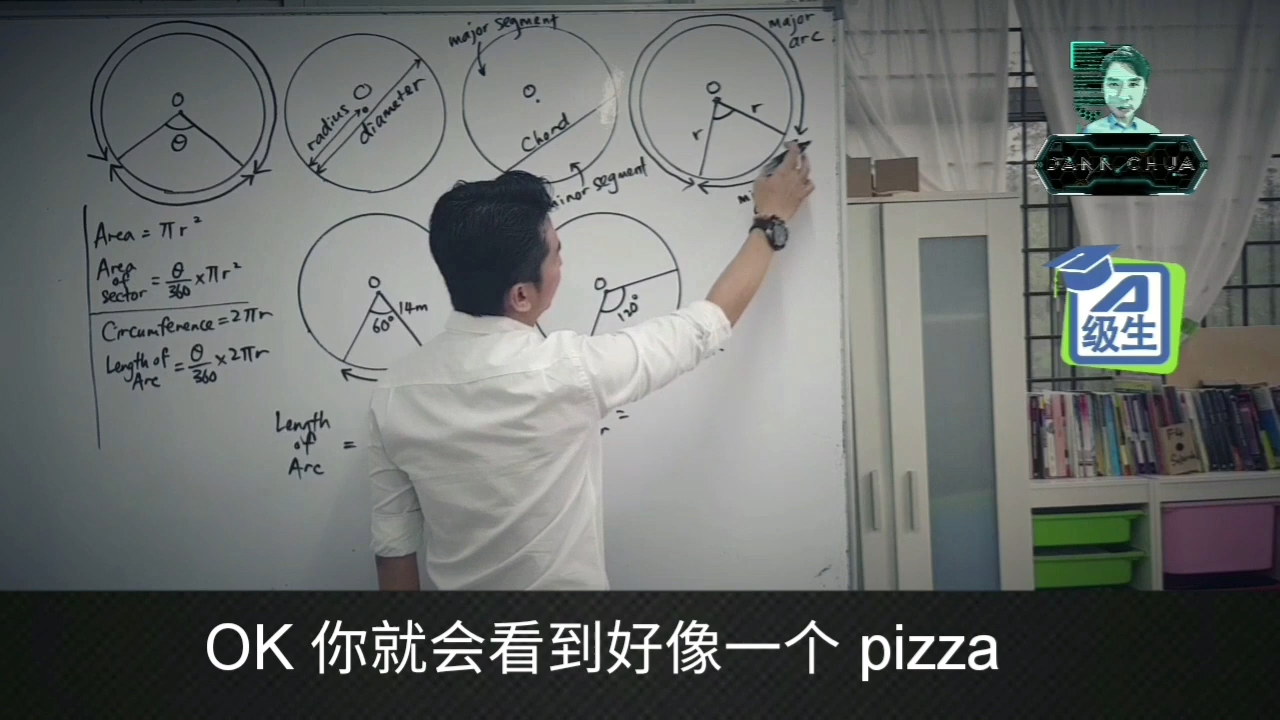 O
θ
O
radius
diameter
major segment
O
Chord
minor segment
major
arc
O
r
r
mi
Area = πr²
Area
of
sector = θ/360 × πr²
Circumference = 2πr
Length of
Arc = θ/360 × 2πr
O
60°
14m
O
120°
Length
of
Arc =
r =
JANN CHUA
A
级生
OK 你就会看到好像一个 pizza